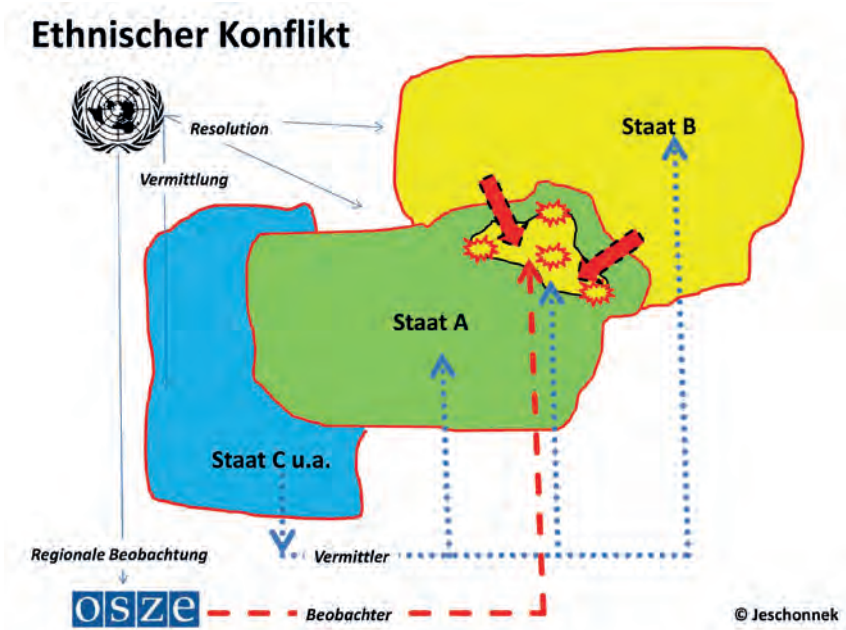 Ethnischer Konflikt
Resolution
Staat B
Vermittlung
Staat A
Staat C u.a.
Regionale Beobachtung
Vermittler
osze
Beobachter
© Jeschonnek